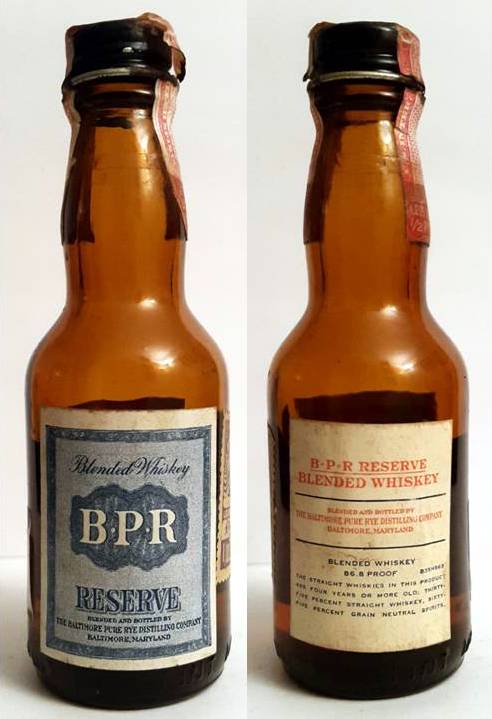 Blended Whiskey
B·P·R
RESERVE
BLENDED AND BOTTLED BY
THE BALTIMORE PURE RYE DISTILLING COMPANY
BALTIMORE, MARYLAND
B·P·R RESERVE
BLENDED WHISKEY
BLENDED AND BOTTLED BY
THE BALTIMORE PURE RYE DISTILLING COMPANY
BALTIMORE, MARYLAND
BLENDED WHISKEY
86.8 PROOF
THE STRAIGHT WHISKIES IN THIS PRODUCT
ARE FOUR YEARS OR MORE OLD; THIRTY-
FIVE PERCENT STRAIGHT WHISKEY, SIXTY-
FIVE PERCENT GRAIN NEUTRAL SPIRITS.